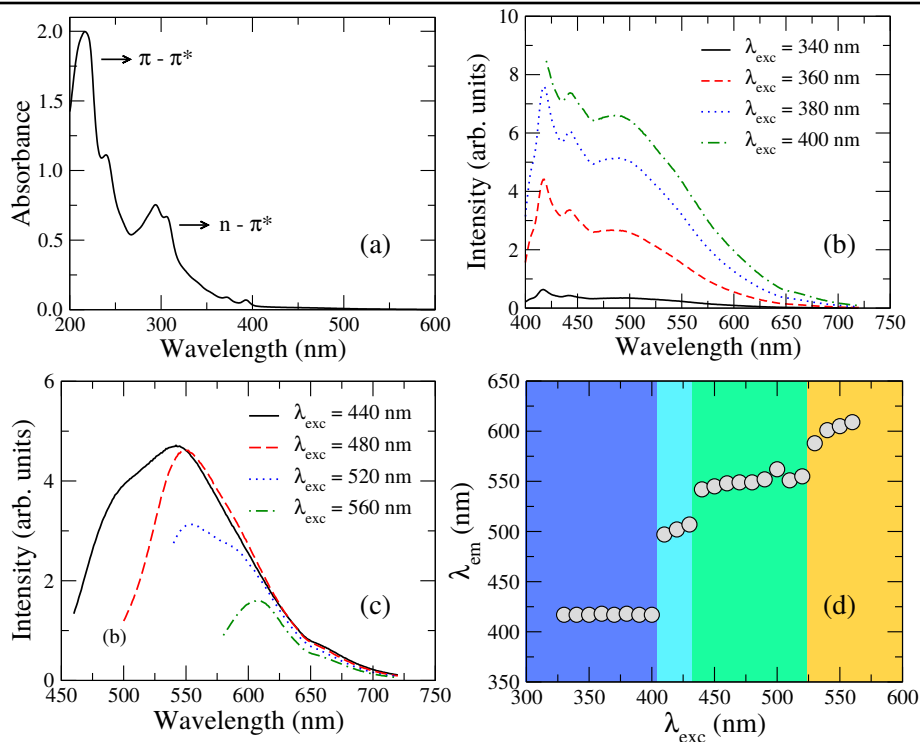 2.0
1.5
1.0
0.5
0.0
200
300
400
500
600
Absorbance
Wavelength (nm)
π - π*
n - π*
(a)
10
8
6
4
2
0
400
450
500
550
600
650
700
750
Intensity (arb. units)
Wavelength (nm)
λexc = 340 nm
λexc = 360 nm
λexc = 380 nm
λexc = 400 nm
(b)
6
4
2
0
450
500
550
600
650
700
750
Intensity (arb. units)
Wavelength (nm)
λexc = 440 nm
λexc = 480 nm
λexc = 520 nm
λexc = 560 nm
(b)
(c)
650
600
550
500
450
400
350
300
350
400
450
500
550
600
λem (nm)
λexc (nm)
(d)